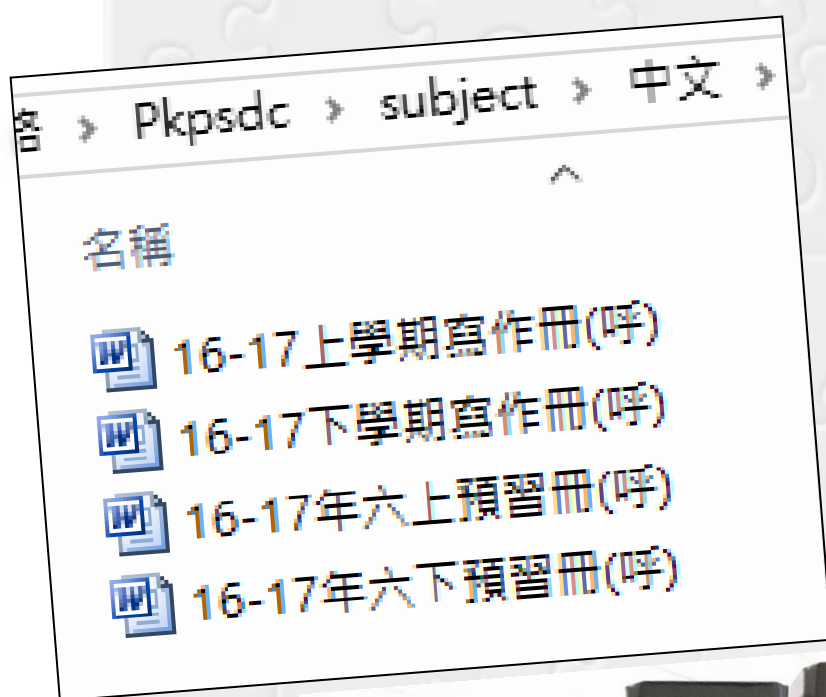 › Pkpsdc › subject › 中文 ›
名稱
16-17上學期寫作冊(呼)
16-17下學期寫作冊(呼)
16-17年六上預習冊(呼)
16-17年六下預習冊(呼)